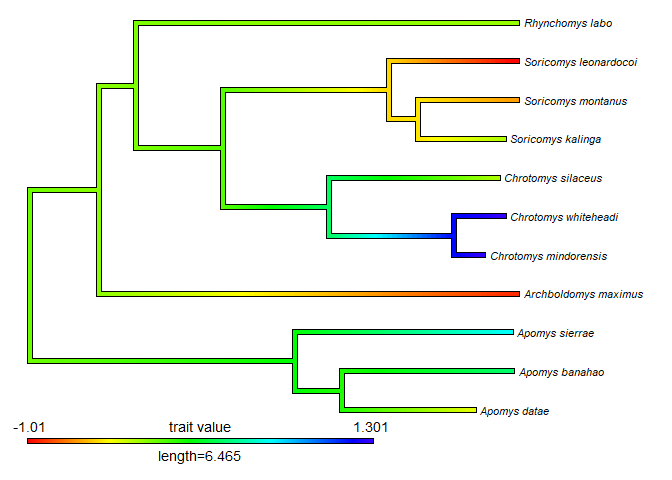 Rhynchomys labo
Soricomys leonardocoi
Soricomys montanus
Soricomys kalinga
Chrotomys silaceus
Chrotomys whiteheadi
Chrotomys mindorensis
Archboldomys maximus
Apomys sierrae
Apomys banahao
Apomys datae
-1.01 trait value 1.301
length=6.465